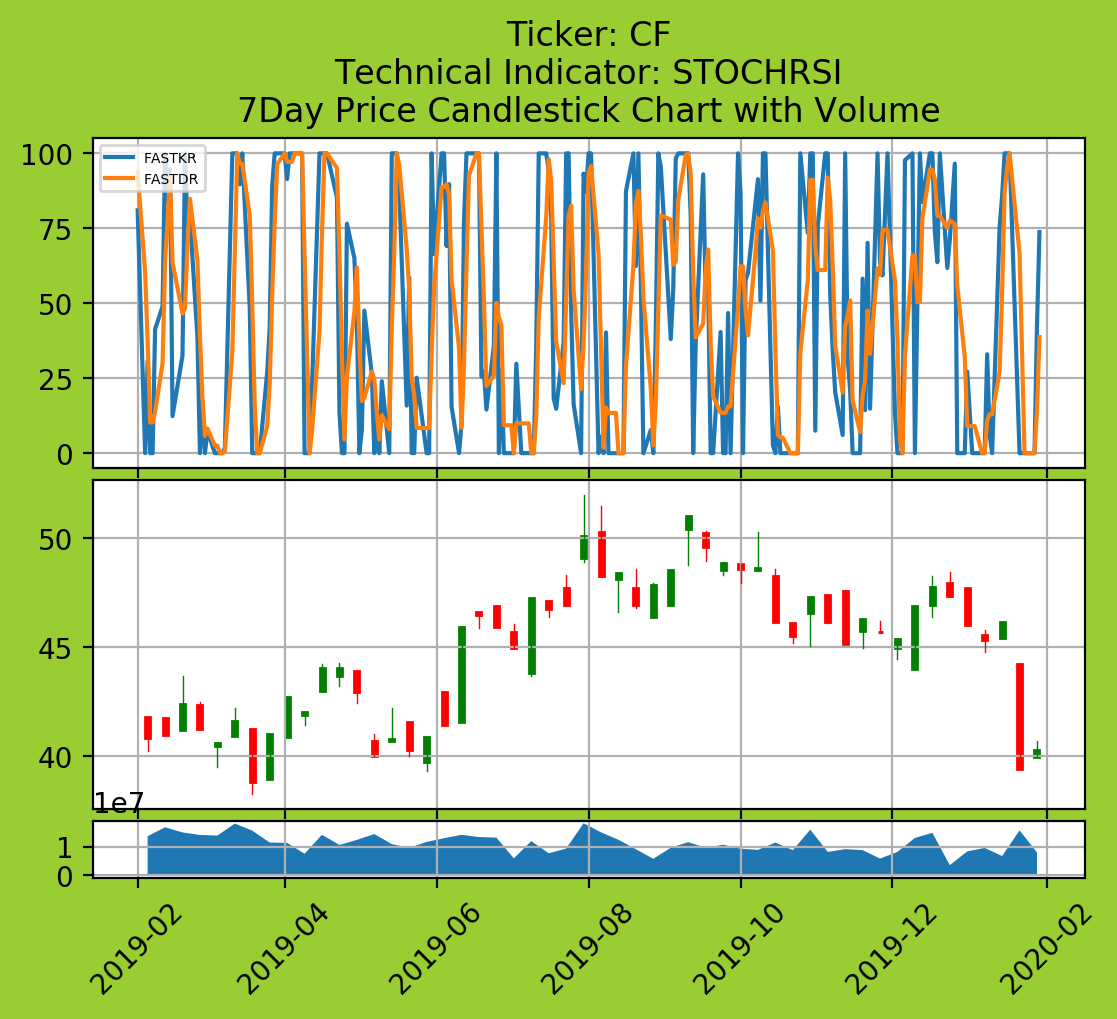 Ticker: CF
Technical Indicator: STOCHRSI
7Day Price Candlestick Chart with Volume
100
75
50
25
0
FASTKR
FASTDR
50
45
40
1e7
1
0
2019-02
2019-04
2019-06
2019-08
2019-10
2019-12
2020-02